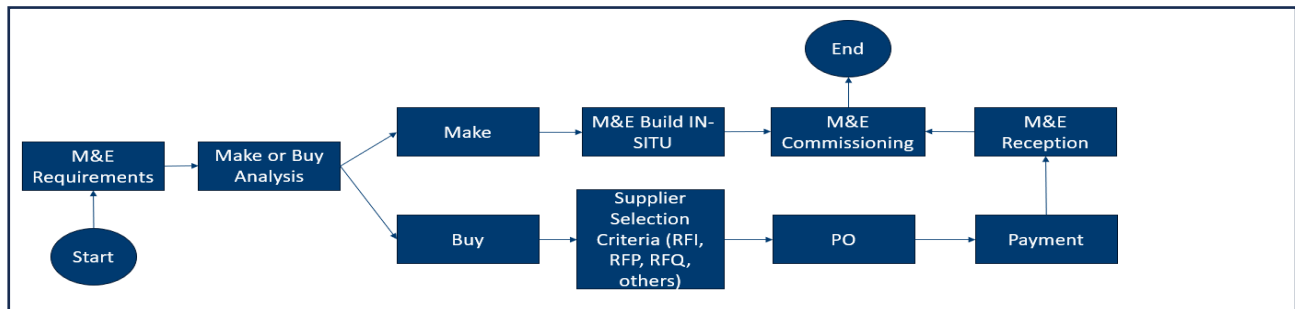 End
Make
M&E Build IN-
SITU
M&E
Commissioning
M&E
Reception
M&E
Requirements
Make or Buy
Analysis
Start
Buy
Supplier
Selection
Criteria (RFI,
RFP, RFQ,
others)
PO
Payment